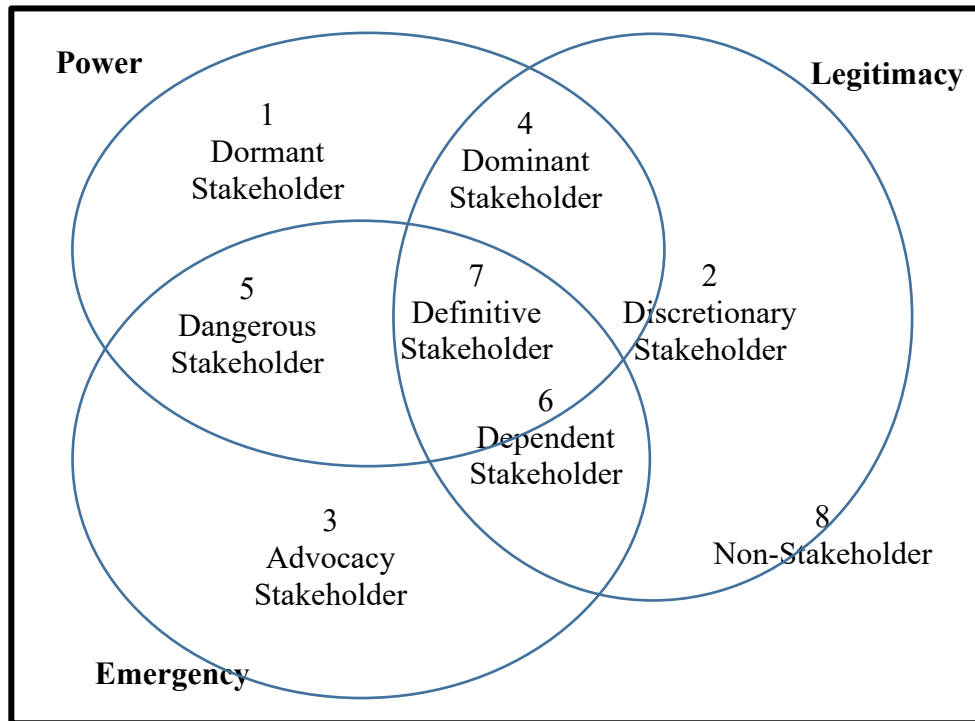 Power
Legitimacy
1
Dormant
Stakeholder
4
Dominant
Stakeholder
5
Dangerous
Stakeholder
7
Definitive
Stakeholder
2
Discretionary
Stakeholder
6
Dependent
Stakeholder
3
Advocacy
Stakeholder
8
Non-Stakeholder
Emergency